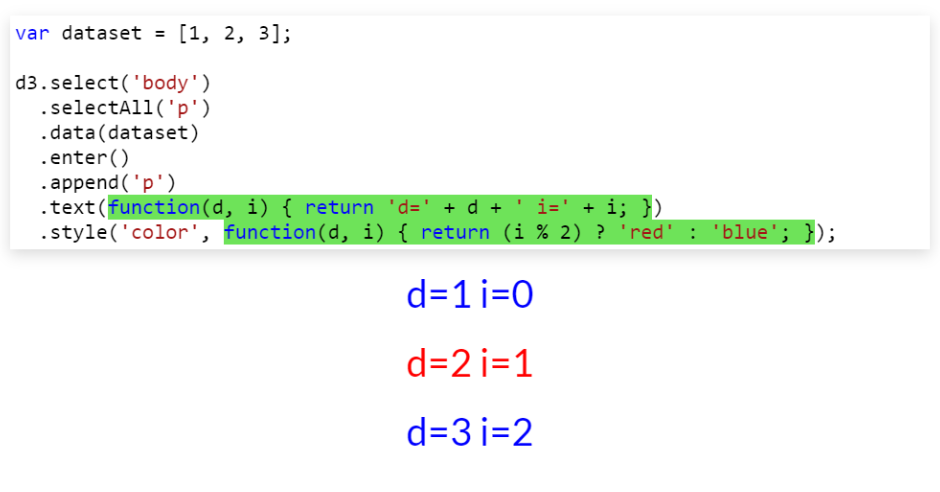 var dataset = [1, 2, 3];
d3.select('body')
  .selectAll('p')
  .data(dataset)
  .enter()
  .append('p')
  .text(function(d, i) { return 'd=' + d + ' i=' + i; })
  .style('color', function(d, i) { return (i % 2) ? 'red' : 'blue'; });
d=1 i=0
d=2 i=1
d=3 i=2